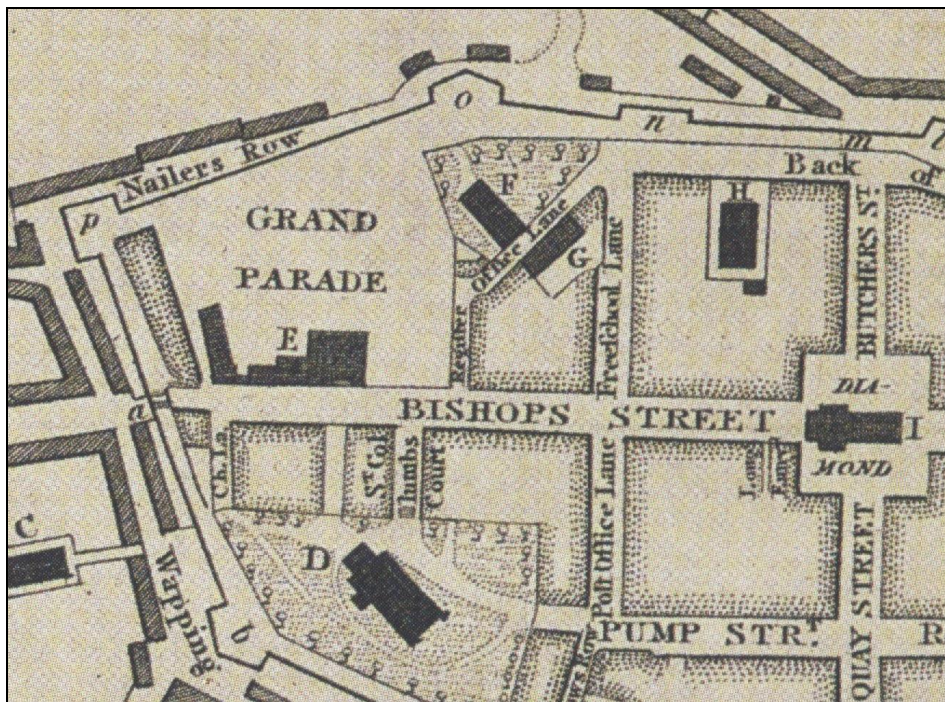 o
n
m
Nailers Row
Back
of
F
H
p
GRAND
PARADE
G
Freeschool Lane
BUTCHERS ST.
E
Register
Office Lane
DIA-
MOND
I
BISHOPS STREET
a
Ch. La.
St. Col
Court
Post Office Lane
C
D
QUAY STREET
Wapping
b
PUMP STR.T
R